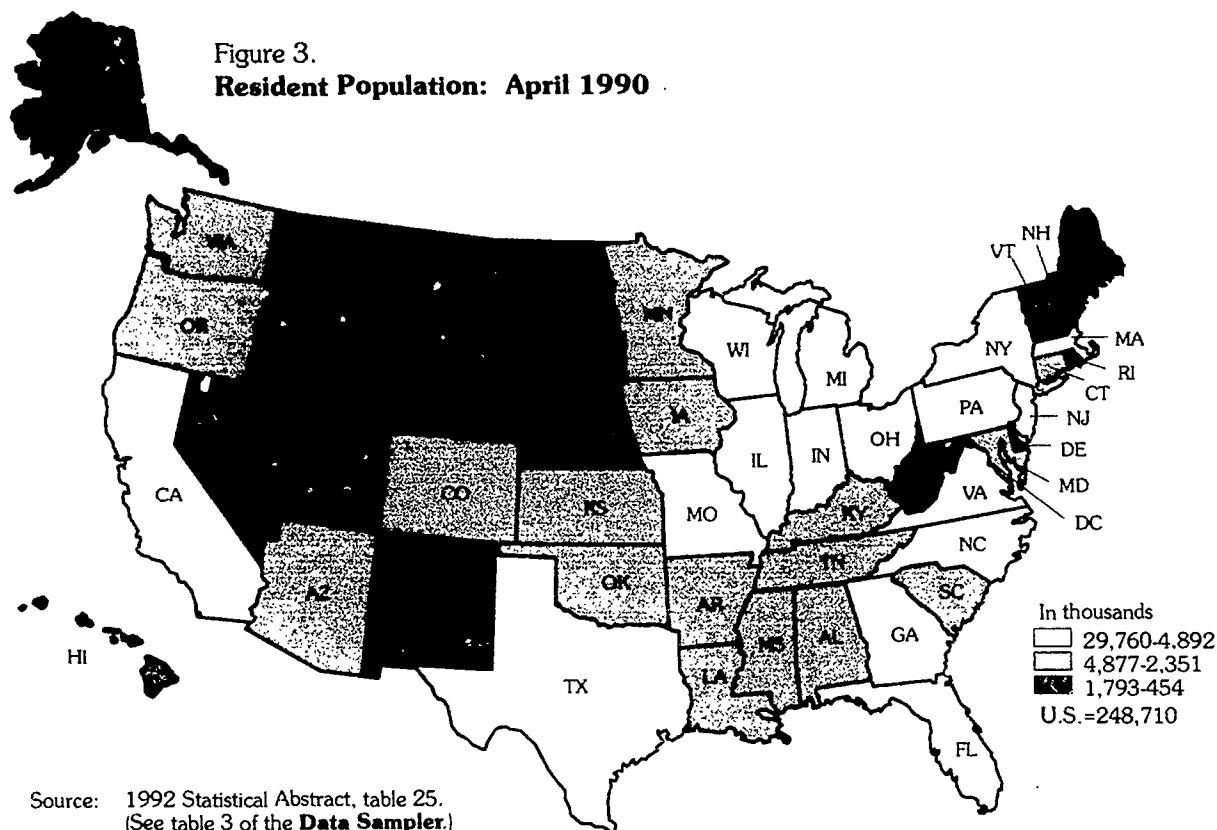 Figure 3.
Resident Population: April 1990
WA
OR
CA
AZ
CO
KS
OK
TX
MN
IA
MO
AR
LA
WI
IL
MI
IN
OH
KY
TN
MS
AL
GA
FL
SC
NC
VA
PA
NY
VT
NH
MA
RI
CT
NJ
DE
MD
DC
HI
In thousands
29,760-4,892
4,877-2,351
1,793-454
U.S.=248,710
Source: 1992 Statistical Abstract, table 25.
(See table 3 of the Data Sampler.)